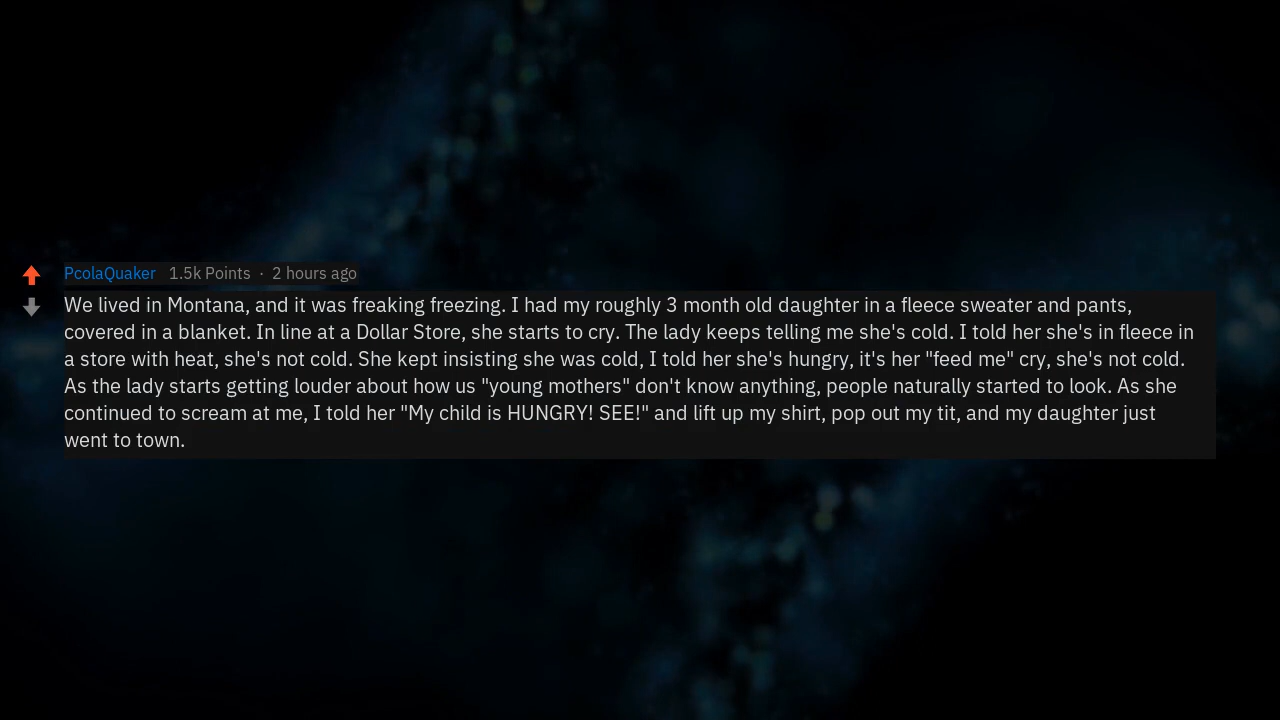 PcolaQuaker 1.5k Points · 2 hours ago
We lived in Montana, and it was freaking freezing. I had my roughly 3 month old daughter in a fleece sweater and pants,
covered in a blanket. In line at a Dollar Store, she starts to cry. The lady keeps telling me she's cold. I told her she's in fleece in
a store with heat, she's not cold. She kept insisting she was cold, I told her she's hungry, it's her "feed me" cry, she's not cold.
As the lady starts getting louder about how us "young mothers" don't know anything, people naturally started to look. As she
continued to scream at me, I told her "My child is HUNGRY! SEE!" and lift up my shirt, pop out my tit, and my daughter just
went to town.